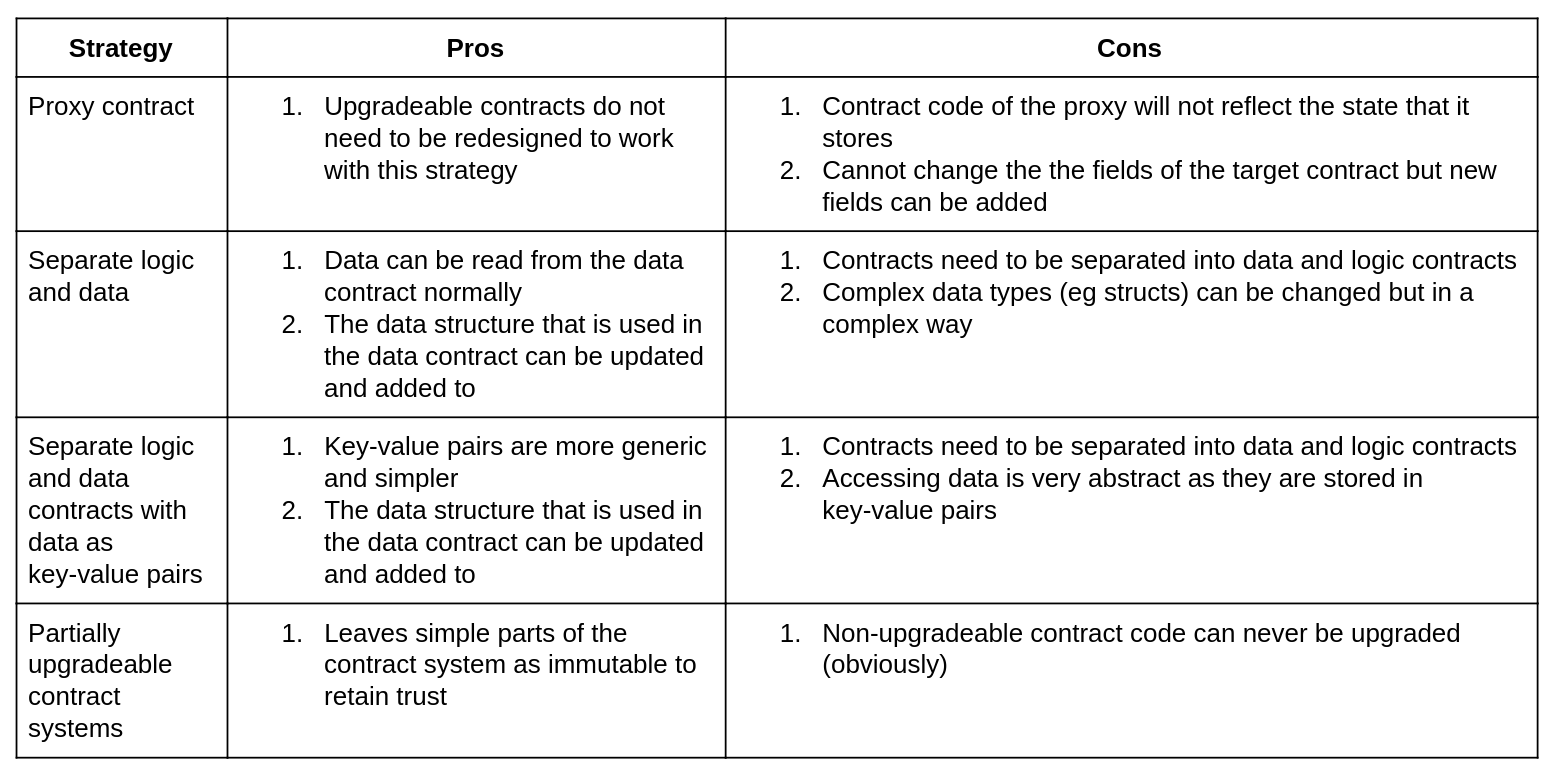 Strategy
Pros
Cons
Proxy contract
1. Upgradeable contracts do not
need to be redesigned to work
with this strategy
1. Contract code of the proxy will not reflect the state that it
stores
2. Cannot change the the fields of the target contract but new
fields can be added
Separate logic
and data
1. Data can be read from the data
contract normally
2. The data structure that is used in
the data contract can be updated
and added to
1. Contracts need to be separated into data and logic contracts
2. Complex data types (eg structs) can be changed but in a
complex way
Separate logic
and data
contracts with
data as
key-value pairs
1. Key-value pairs are more generic
and simpler
2. The data structure that is used in
the data contract can be updated
and added to
1. Contracts need to be separated into data and logic contracts
2. Accessing data is very abstract as they are stored in
key-value pairs
Partially
upgradeable
contract
systems
1. Leaves simple parts of the
contract system as immutable to
retain trust
1. Non-upgradeable contract code can never be upgraded
(obviously)